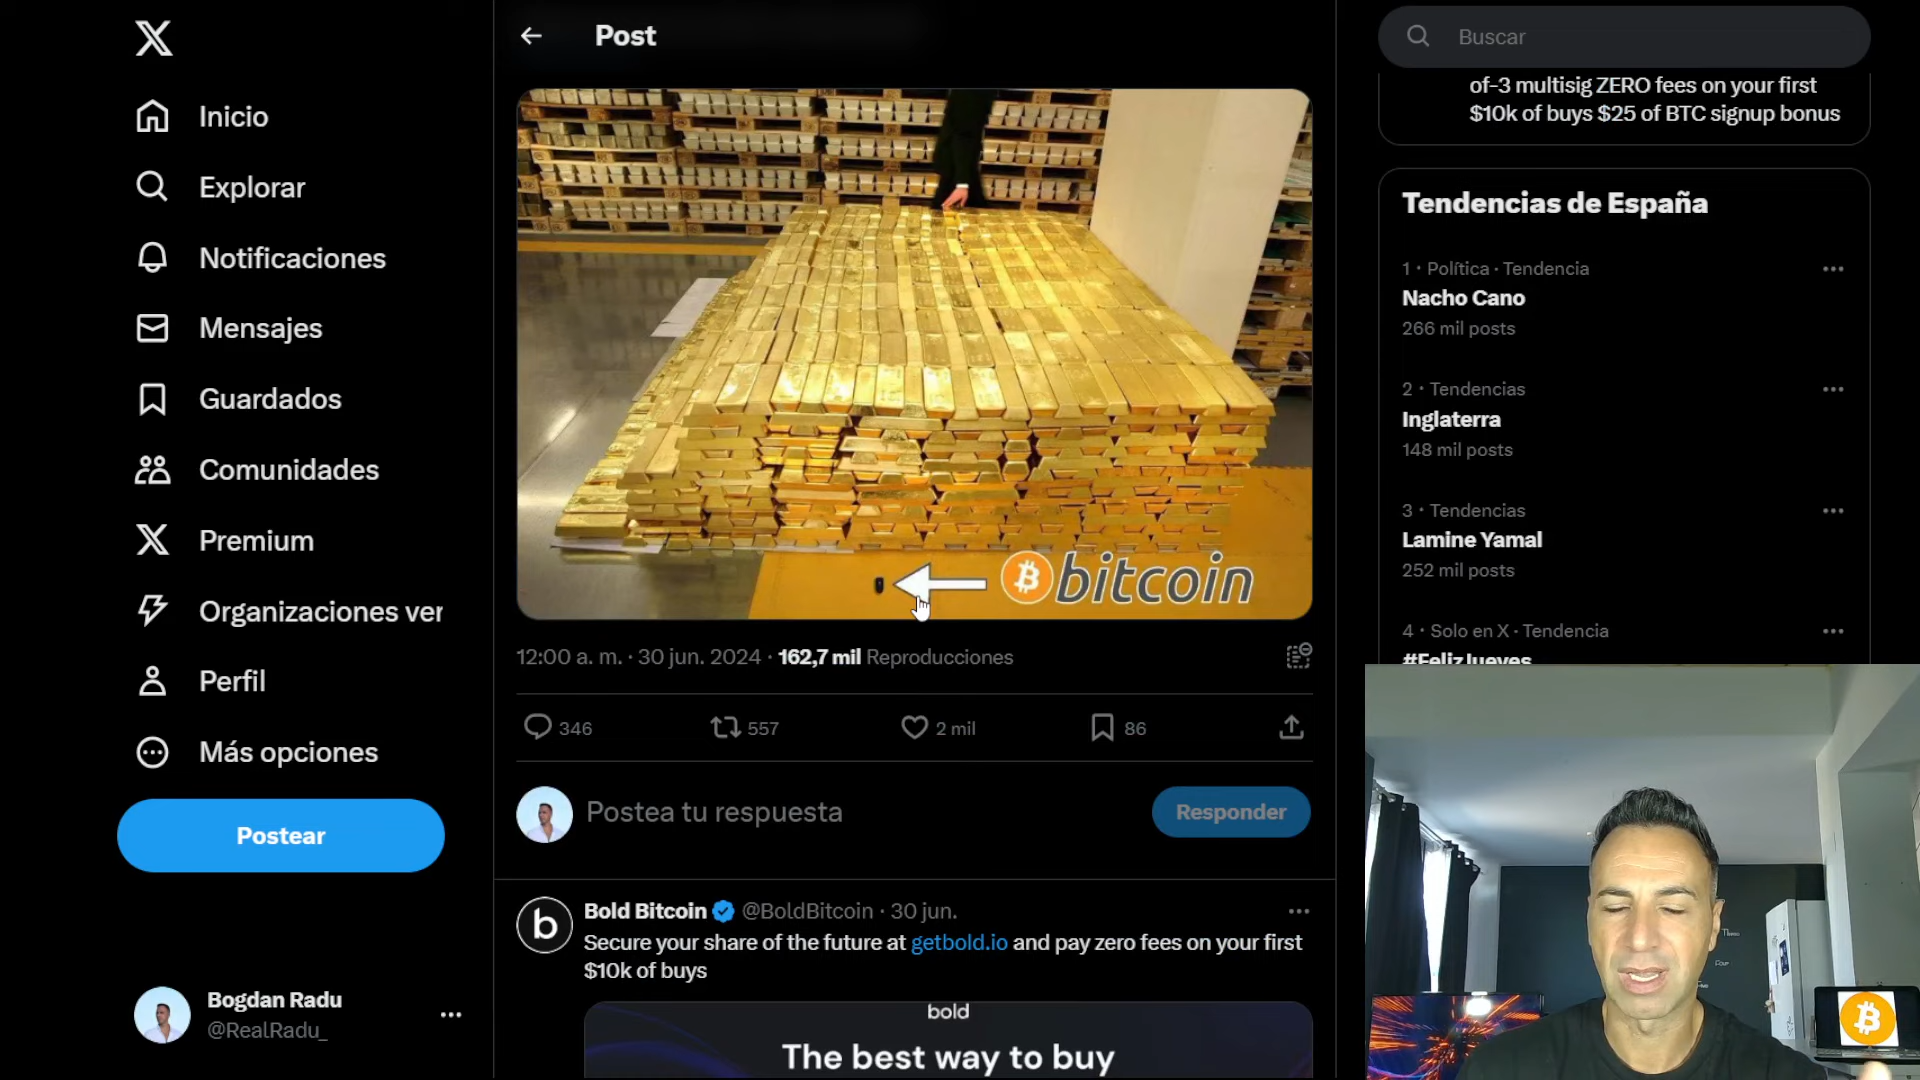 Inicio
Explorar
Notificaciones
Mensajes
Guardados
Comunidades
Premium
Organizaciones ver
Perfil
Más opciones
Postear
Bogdan Radu
@RealRadu_
Post
bitcoin
12:00 a. m. · 30 jun. 2024 · 162,7 mil Reproducciones
346
557
2 mil
86
Postea tu respuesta
Responder
b
Bold Bitcoin @BoldBitcoin · 30 jun.
Secure your share of the future at getbold.io and pay zero fees on your first
$10k of buys
bold
The best way to buy
Buscar
of-3 multisig ZERO fees on your first
$10k of buys $25 of BTC signup bonus
Tendencias de España
1 · Política · Tendencia
Nacho Cano
266 mil posts
2 · Tendencias
Inglaterra
148 mil posts
3 · Tendencias
Lamine Yamal
252 mil posts
4 · Solo en X · Tendencia
#FelizJueves